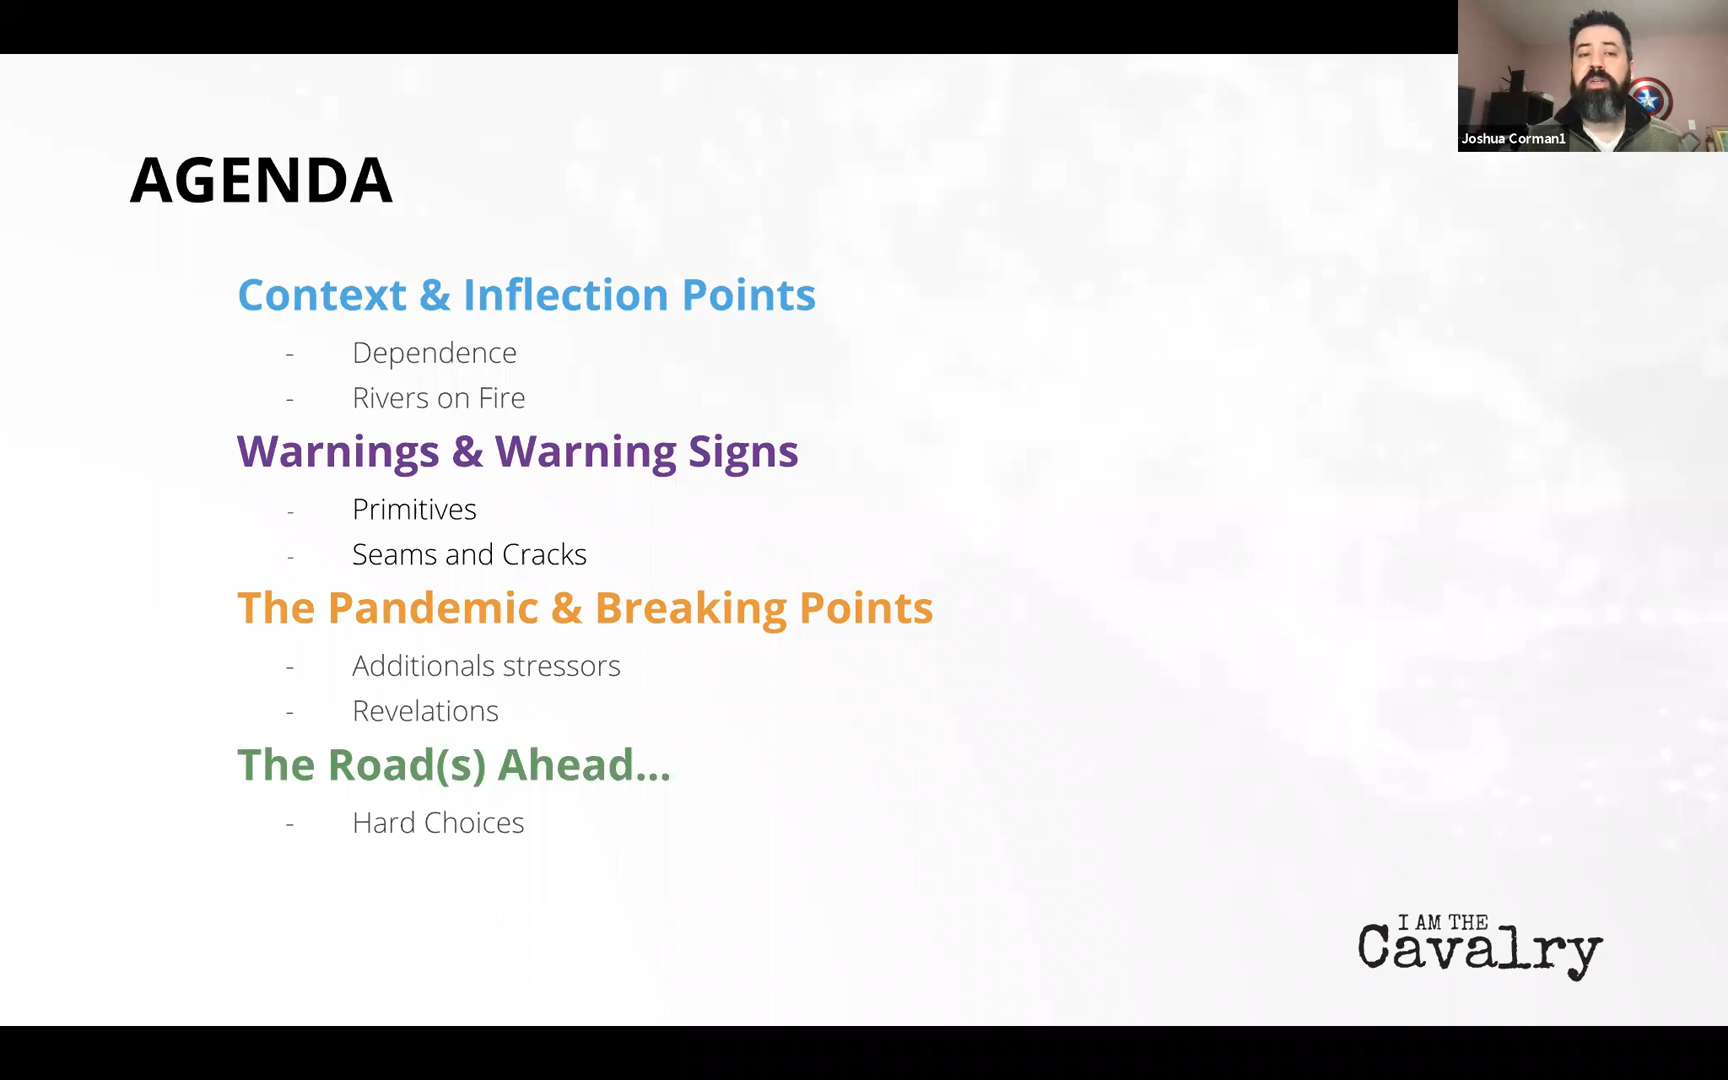 Joshua Corman1
AGENDA
Context & Inflection Points
- Dependence
- Rivers on Fire
Warnings & Warning Signs
- Primitives
- Seams and Cracks
The Pandemic & Breaking Points
- Additionals stressors
- Revelations
The Road(s) Ahead...
- Hard Choices
I AM THE
Cavalry